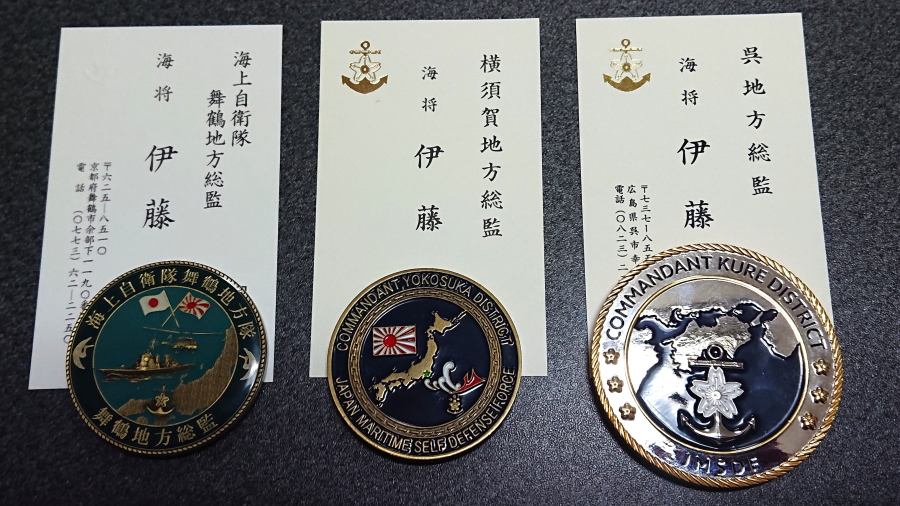 海上自衛隊
舞鶴地方総監
海将 伊藤
〒六二五―八五一〇
京都府舞鶴市余部下一一九〇
電話(〇七七三)六二―二二五〇
海上自衛隊舞鶴地方隊
舞鶴地方総監
横須賀地方総監
海将 伊藤
COMMANDANT YOKOSUKA DISTRICT
JAPAN MARITIME SELF DEFENSE FORCE
呉地方総監
海将 伊藤
〒七三七―八五
広島県呉市幸
電話(〇八二三)二
COMMANDANT KURE DISTRICT
JMSDF